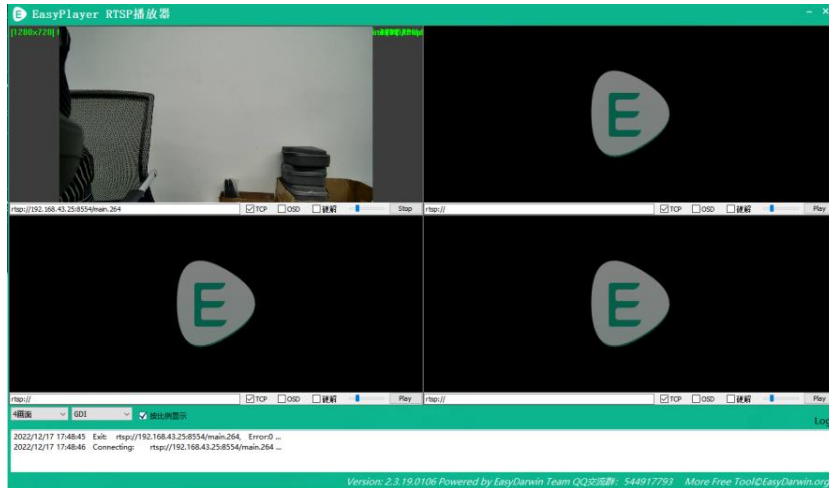 EasyPlayer RTSP播放器
[1280x720]
rtsp://192.168.43.25:8554/main.264
TCP
OSD
硬解
Stop
E
rtsp://
TCP
OSD
硬解
Play
E
rtsp://
TCP
OSD
硬解
Play
E
rtsp://
TCP
OSD
硬解
Play
4画面
GDI
按比例显示
Log
2022/12/17 17:48:45 Exit: rtsp://192.168.43.25:8554/main.264, Error:0 ...
2022/12/17 17:48:46 Connecting: rtsp://192.168.43.25:8554/main.264 ...
Version: 2.3.19.0106 Powered by EasyDarwin Team QQ交流群: 544917793 More Free Tool©EasyDarwin.org